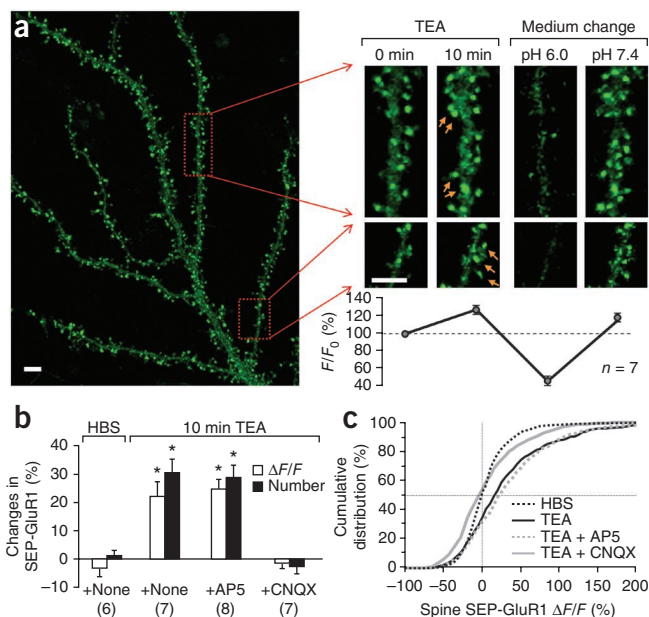 a
TEA
Medium change
0 min
10 min
pH 6.0
pH 7.4
F/F0 (%)
140
120
100
80
60
40
n = 7
b
HBS
10 min TEA
Changes in
SEP-GluR1 (%)
40
30
20
10
0
−10
* * * *
ΔF/F
Number
+None
+None
+AP5
+CNQX
(6)
(7)
(8)
(7)
c
Cumulative
distribution (%)
100
80
60
40
20
0
HBS
TEA
TEA + AP5
TEA + CNQX
−100
−50
0
50
100
150
200
Spine SEP-GluR1 ΔF/F (%)